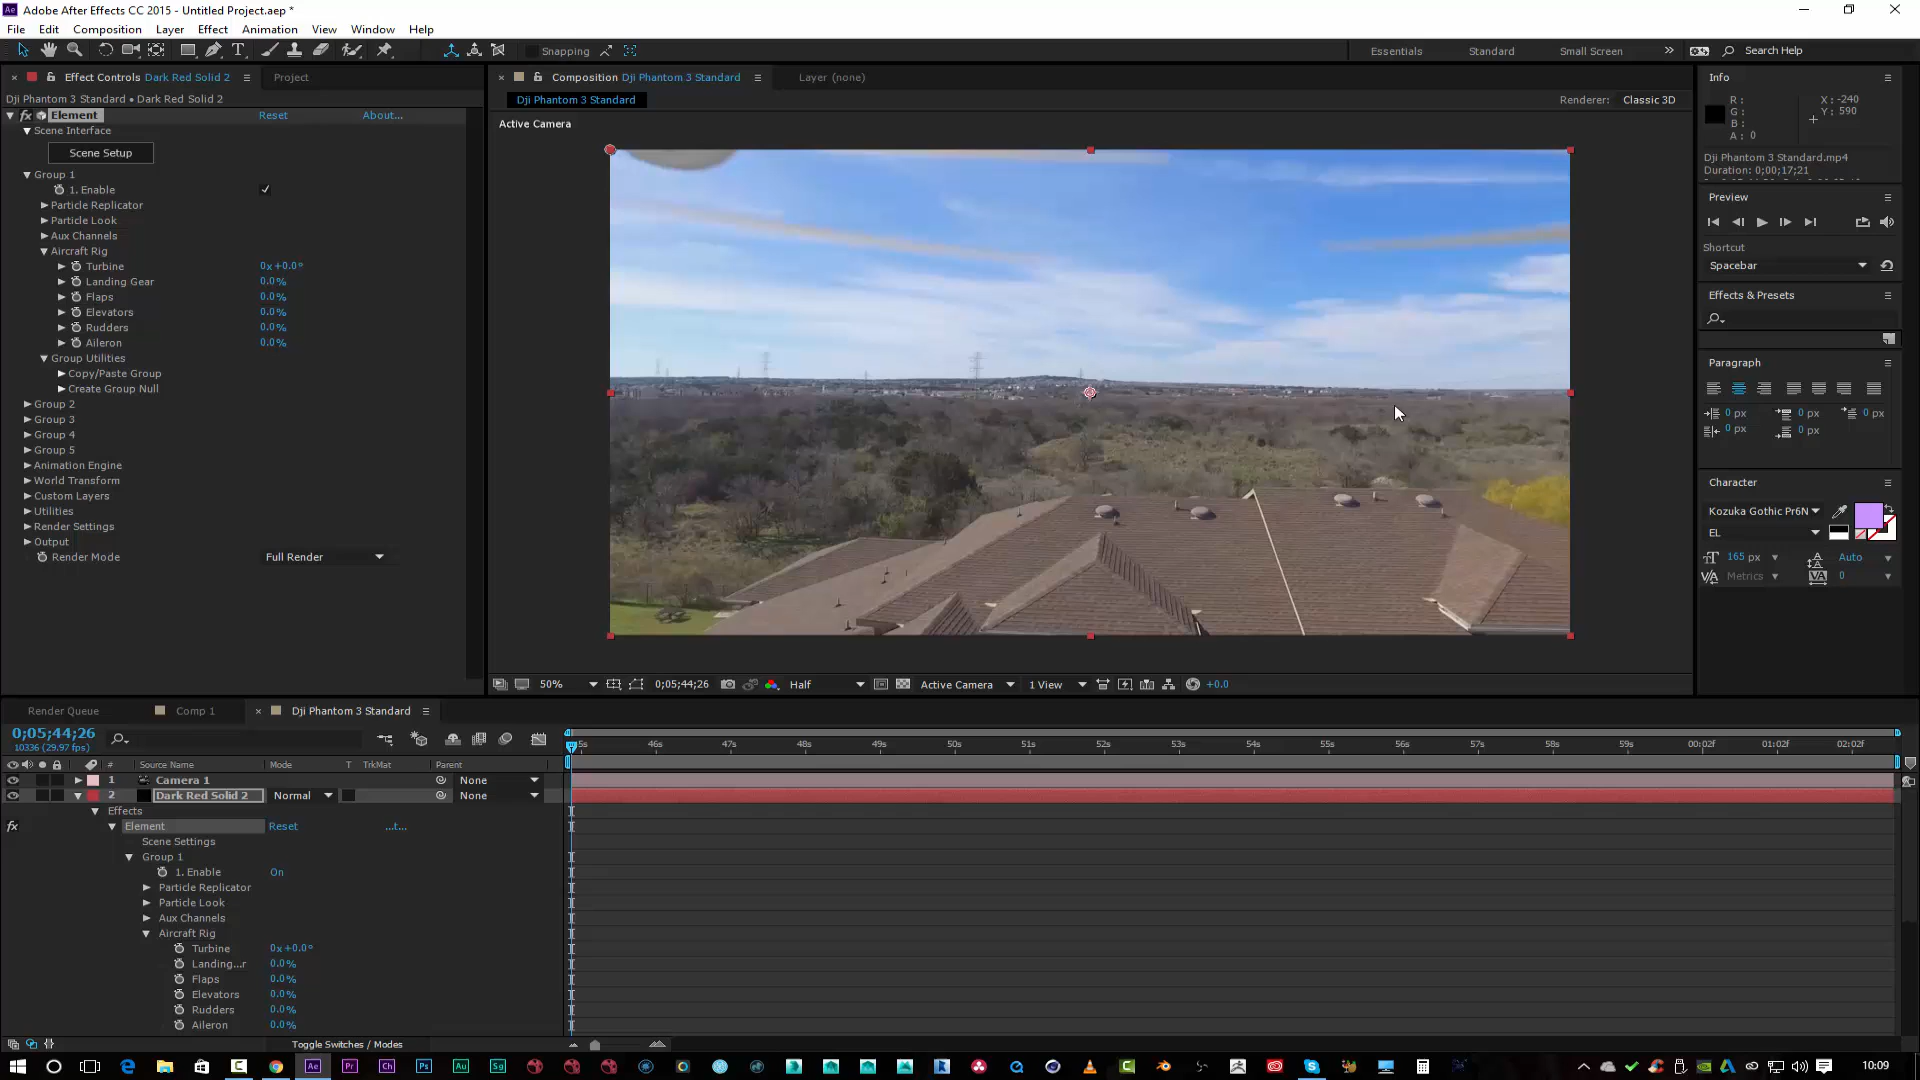 Adobe After Effects CC 2015 - Untitled Project.aep *
File Edit Composition Layer Effect Animation View Window Help
Snapping
Essentials Standard Small Screen Search Help
Effect Controls Dark Red Solid 2 Project
Dji Phantom 3 Standard • Dark Red Solid 2
Element Reset About...
Scene Interface
Scene Setup
Group 1
1. Enable
Particle Replicator
Particle Look
Aux Channels
Aircraft Rig
Turbine 0x+0.0°
Landing Gear 0.0%
Flaps 0.0%
Elevators 0.0%
Rudders 0.0%
Aileron 0.0%
Group Utilities
Copy/Paste Group
Create Group Null
Group 2
Group 3
Group 4
Group 5
Animation Engine
World Transform
Custom Layers
Utilities
Render Settings
Output
Render Mode Full Render
Composition Dji Phantom 3 Standard Layer (none)
Dji Phantom 3 Standard
Renderer: Classic 3D
Active Camera
50% 0;05;44;26 Half Active Camera 1 View +0.0
Info
R :
G :
B :
A : 0
X : -240
Y : 590
Dji Phantom 3 Standard.mp4
Duration: 0;00;17;21
Preview
Shortcut
Spacebar
Effects & Presets
Paragraph
0 px 0 px 0 px
0 px 0 px
Character
Kozuka Gothic Pr6N
EL
165 px Auto
Metrics 0
Render Queue Comp 1 Dji Phantom 3 Standard
0;05;44;26
10336 (29.97 fps)
# Source Name Mode T TrkMat Parent
5s 46s 47s 48s 49s 50s 51s 52s 53s 54s 55s 56s 57s 58s 59s 00:02f 01:02f 02:02f
1 Camera 1 None
2 Dark Red Solid 2 Normal None
Effects
fx Element Reset ...t...
Scene Settings
Group 1
1. Enable On
Particle Replicator
Particle Look
Aux Channels
Aircraft Rig
Turbine 0x+0.0°
Landing...r 0.0%
Flaps 0.0%
Elevators 0.0%
Rudders 0.0%
Aileron 0.0%
Toggle Switches / Modes
Ae Pr Ch Ps Au Sg
10:09